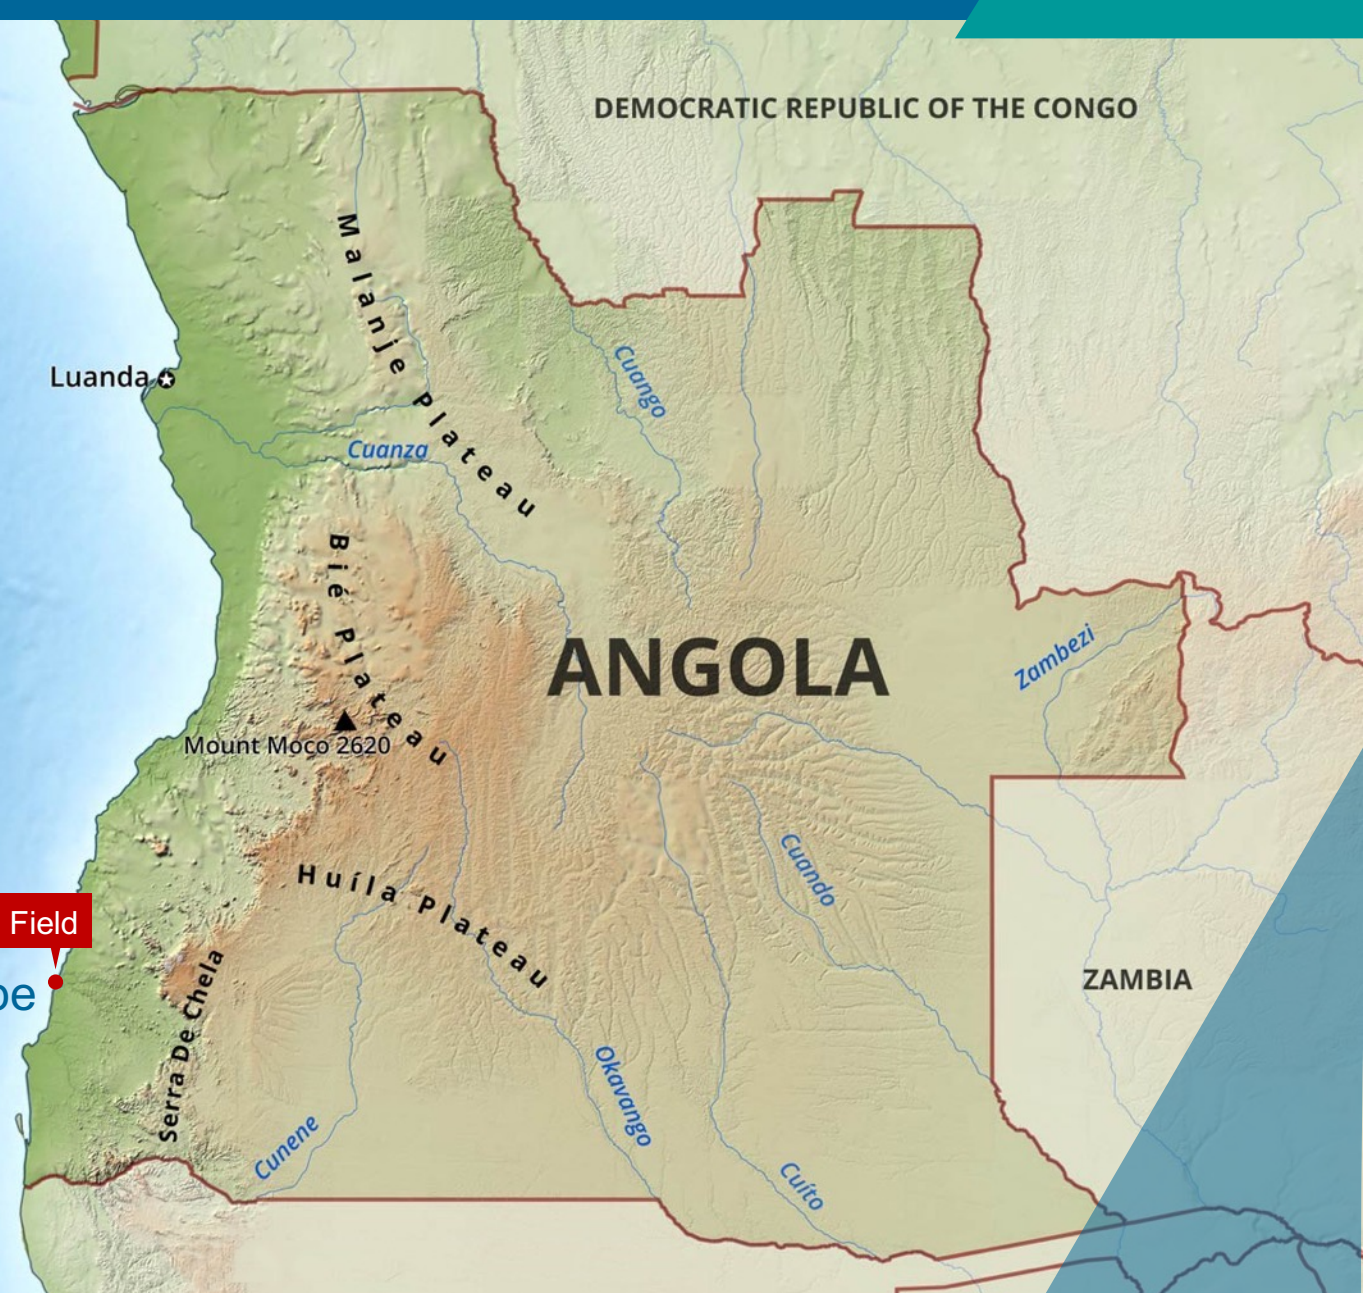 DEMOCRATIC REPUBLIC OF THE CONGO
Malanje Plateau
Luanda
Cuango
Cuanza
Bié Plateau
ANGOLA
Zambezi
Mount Moco 2620
Cuando
Huíla Plateau
Field
ZAMBIA
Serra De Chela
Okavango
Cunene
Cuíto